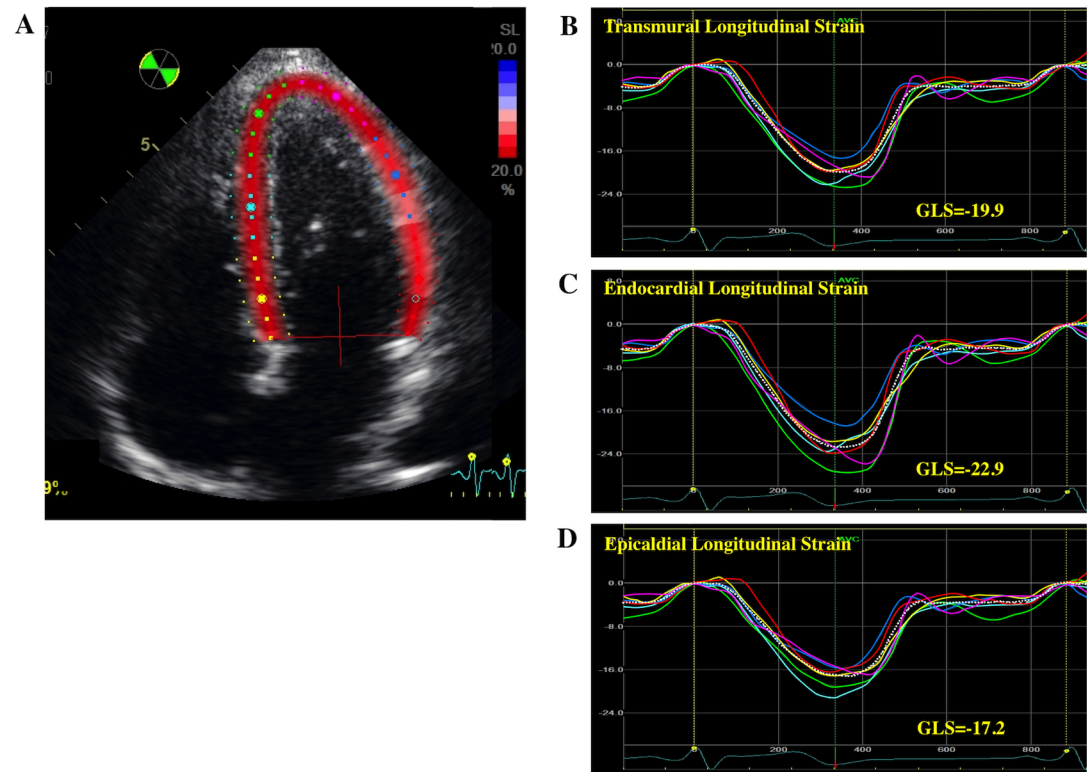 A
SL
20.0
5
20.0
%
9%
B
AVC
Transmural Longitudinal Strain
0.0
-8.0
-16.0
-24.0
GLS=-19.9
200
400
600
800
C
AVC
Endocardial Longitudinal Strain
0.0
-8.0
-16.0
-24.0
GLS=-22.9
200
400
600
800
D
AVC
Epicaldial Longitudinal Strain
0.0
-8.0
-16.0
-24.0
GLS=-17.2
200
400
600
800